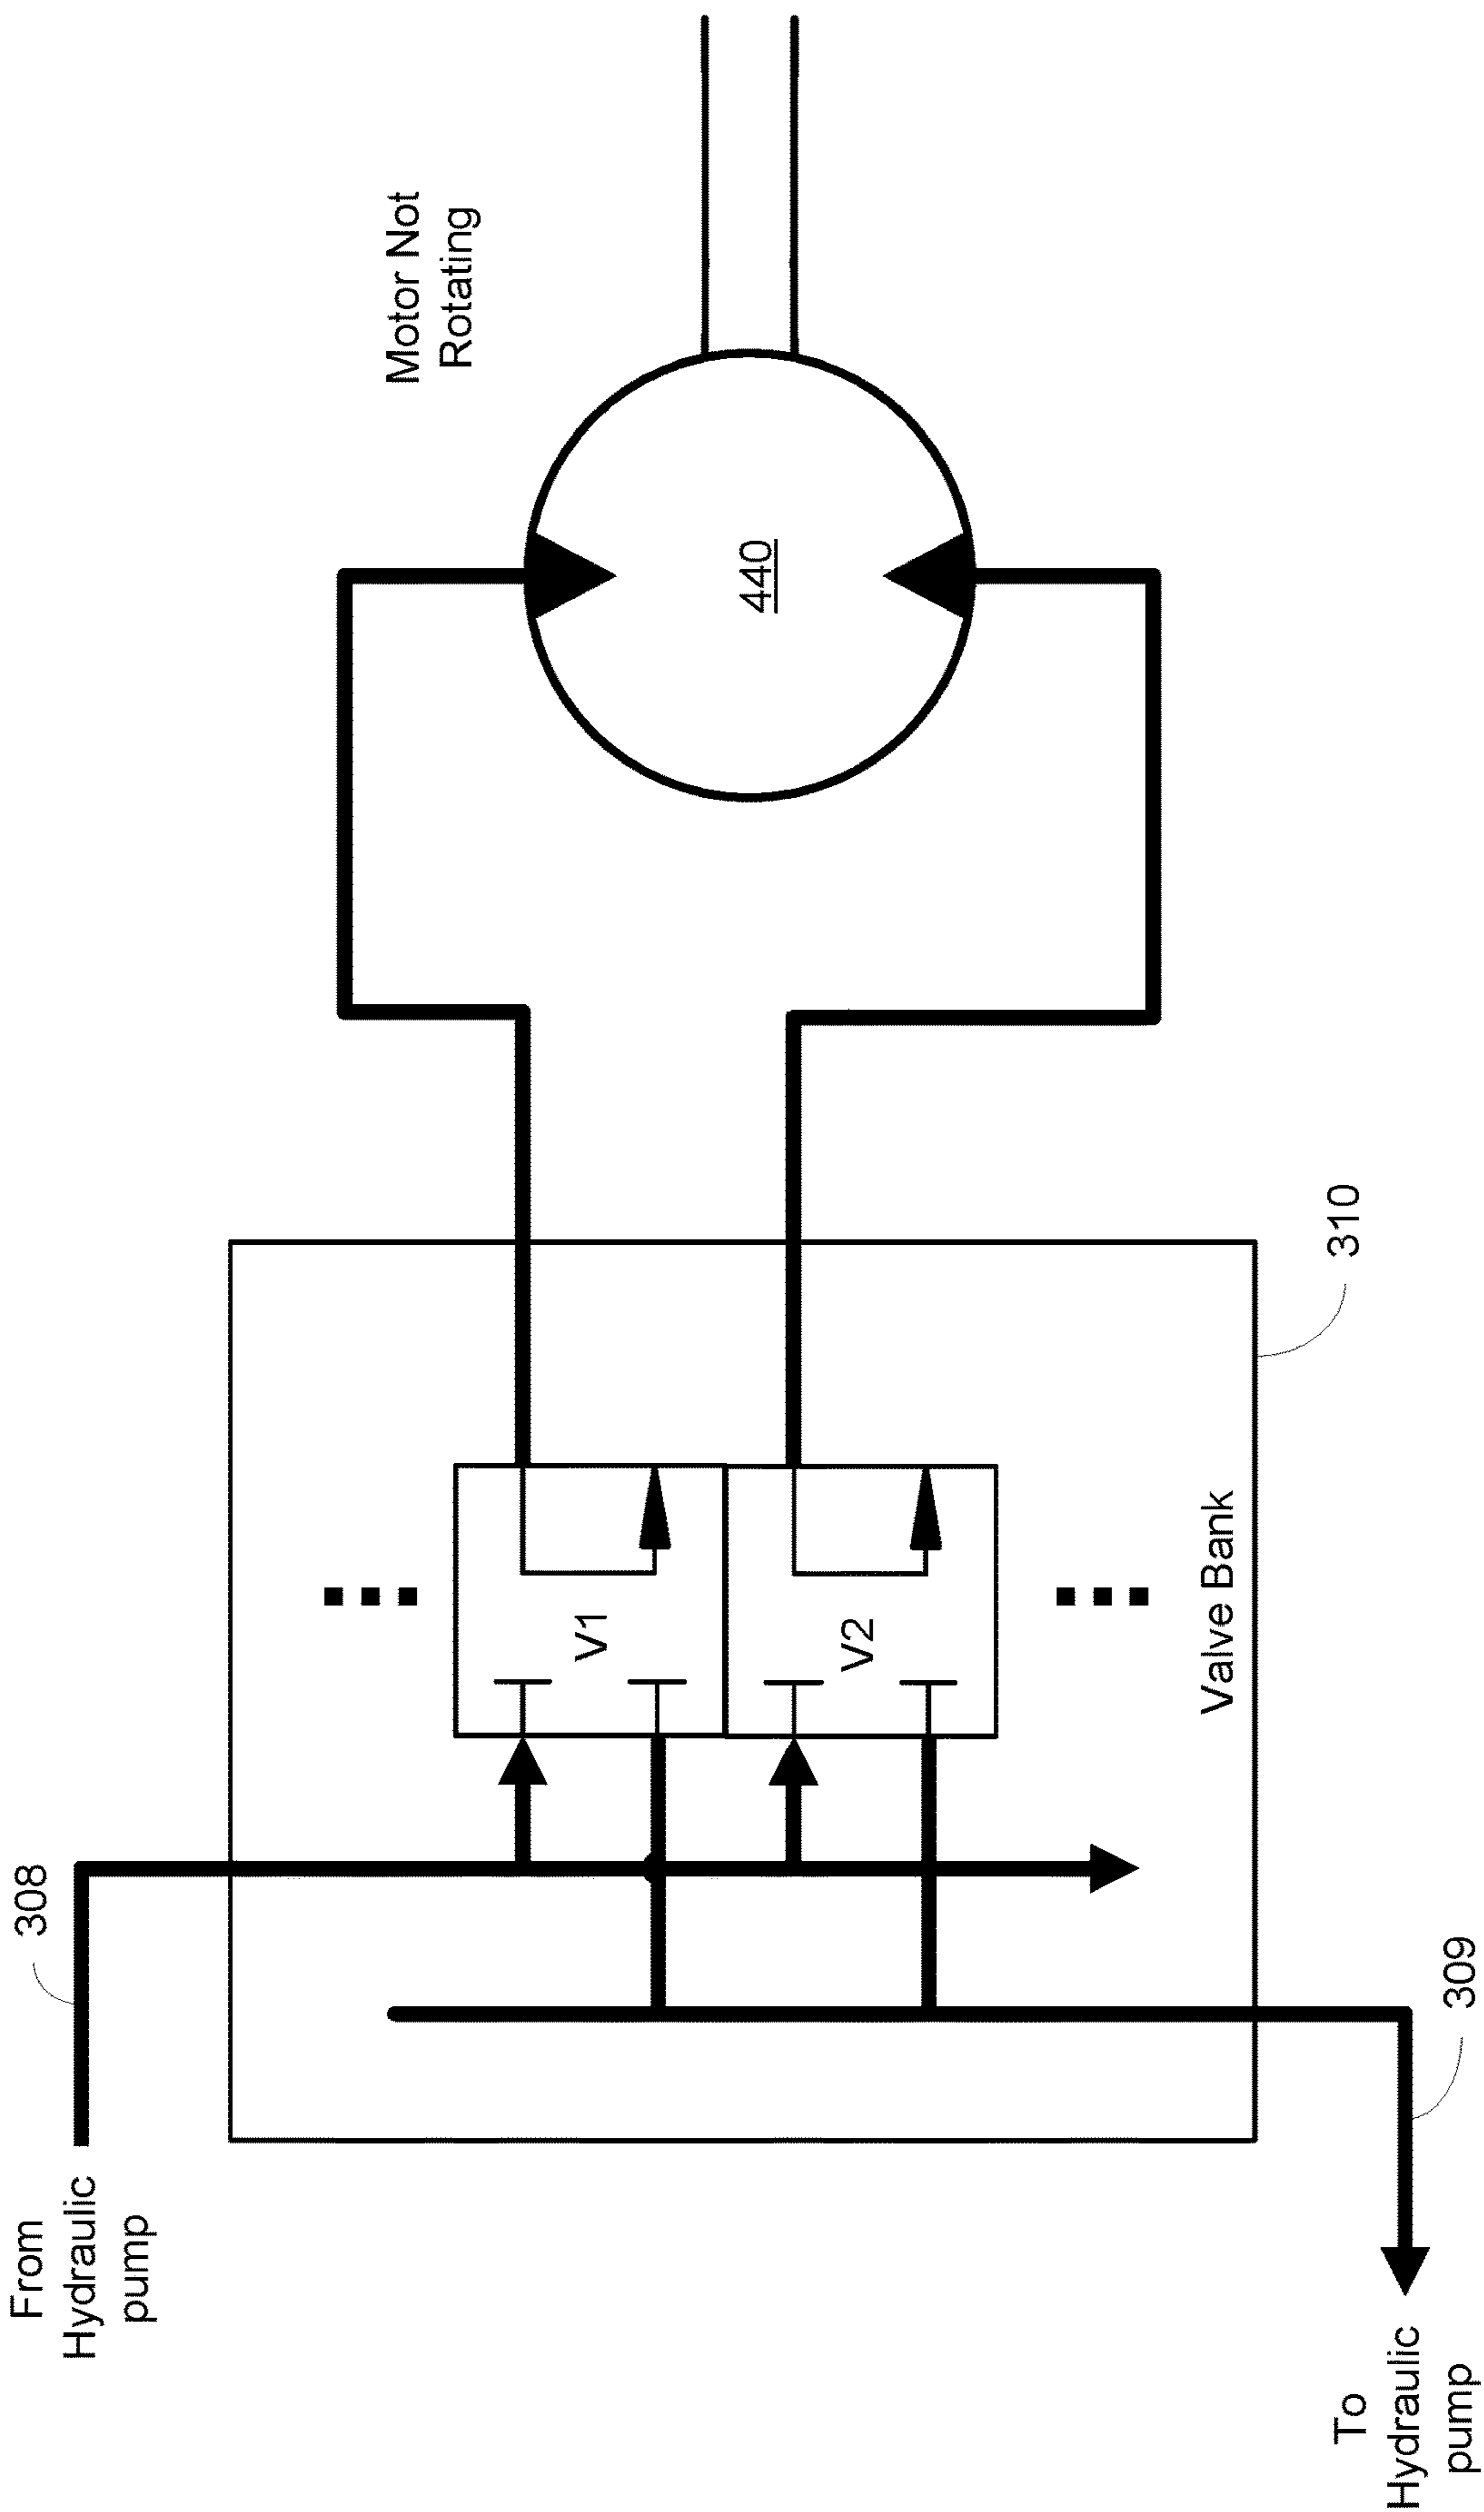 From
Hydraulic
pump
308
Motor Not
Rotating
440
V1
V2
Valve Bank
310
309
To
Hydraulic
pump